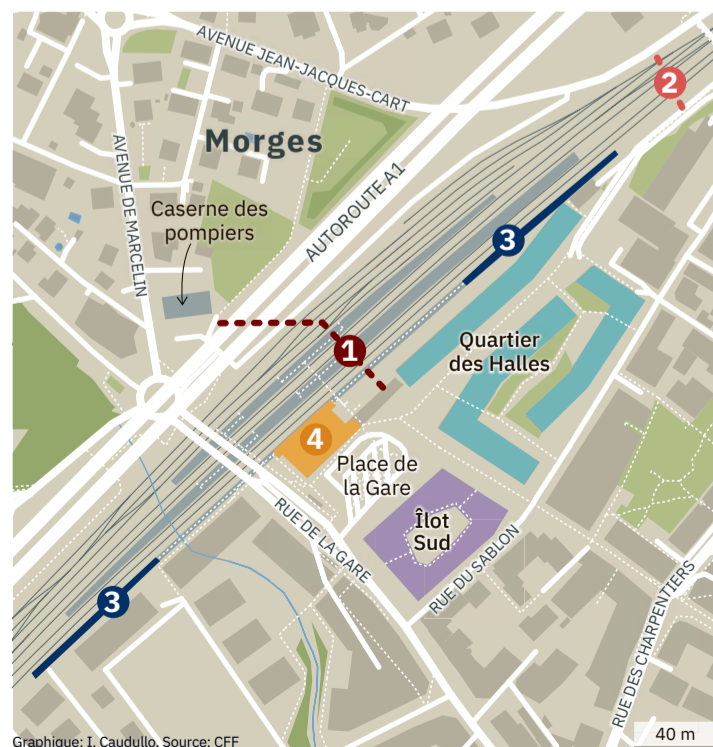 AVENUE JEAN-JACQUES-CART
2
Morges
AVENUE DE MARCELIN
AUTOROUTE A1
Caserne des
pompiers
3
1
Quartier
des Halles
4
Place de
la Gare
Îlot
Sud
RUE DE LA GARE
RUE DU SABLON
3
RUE DES CHARPENTIERS
40 m
Graphique: I. Caudullo. Source: CFF